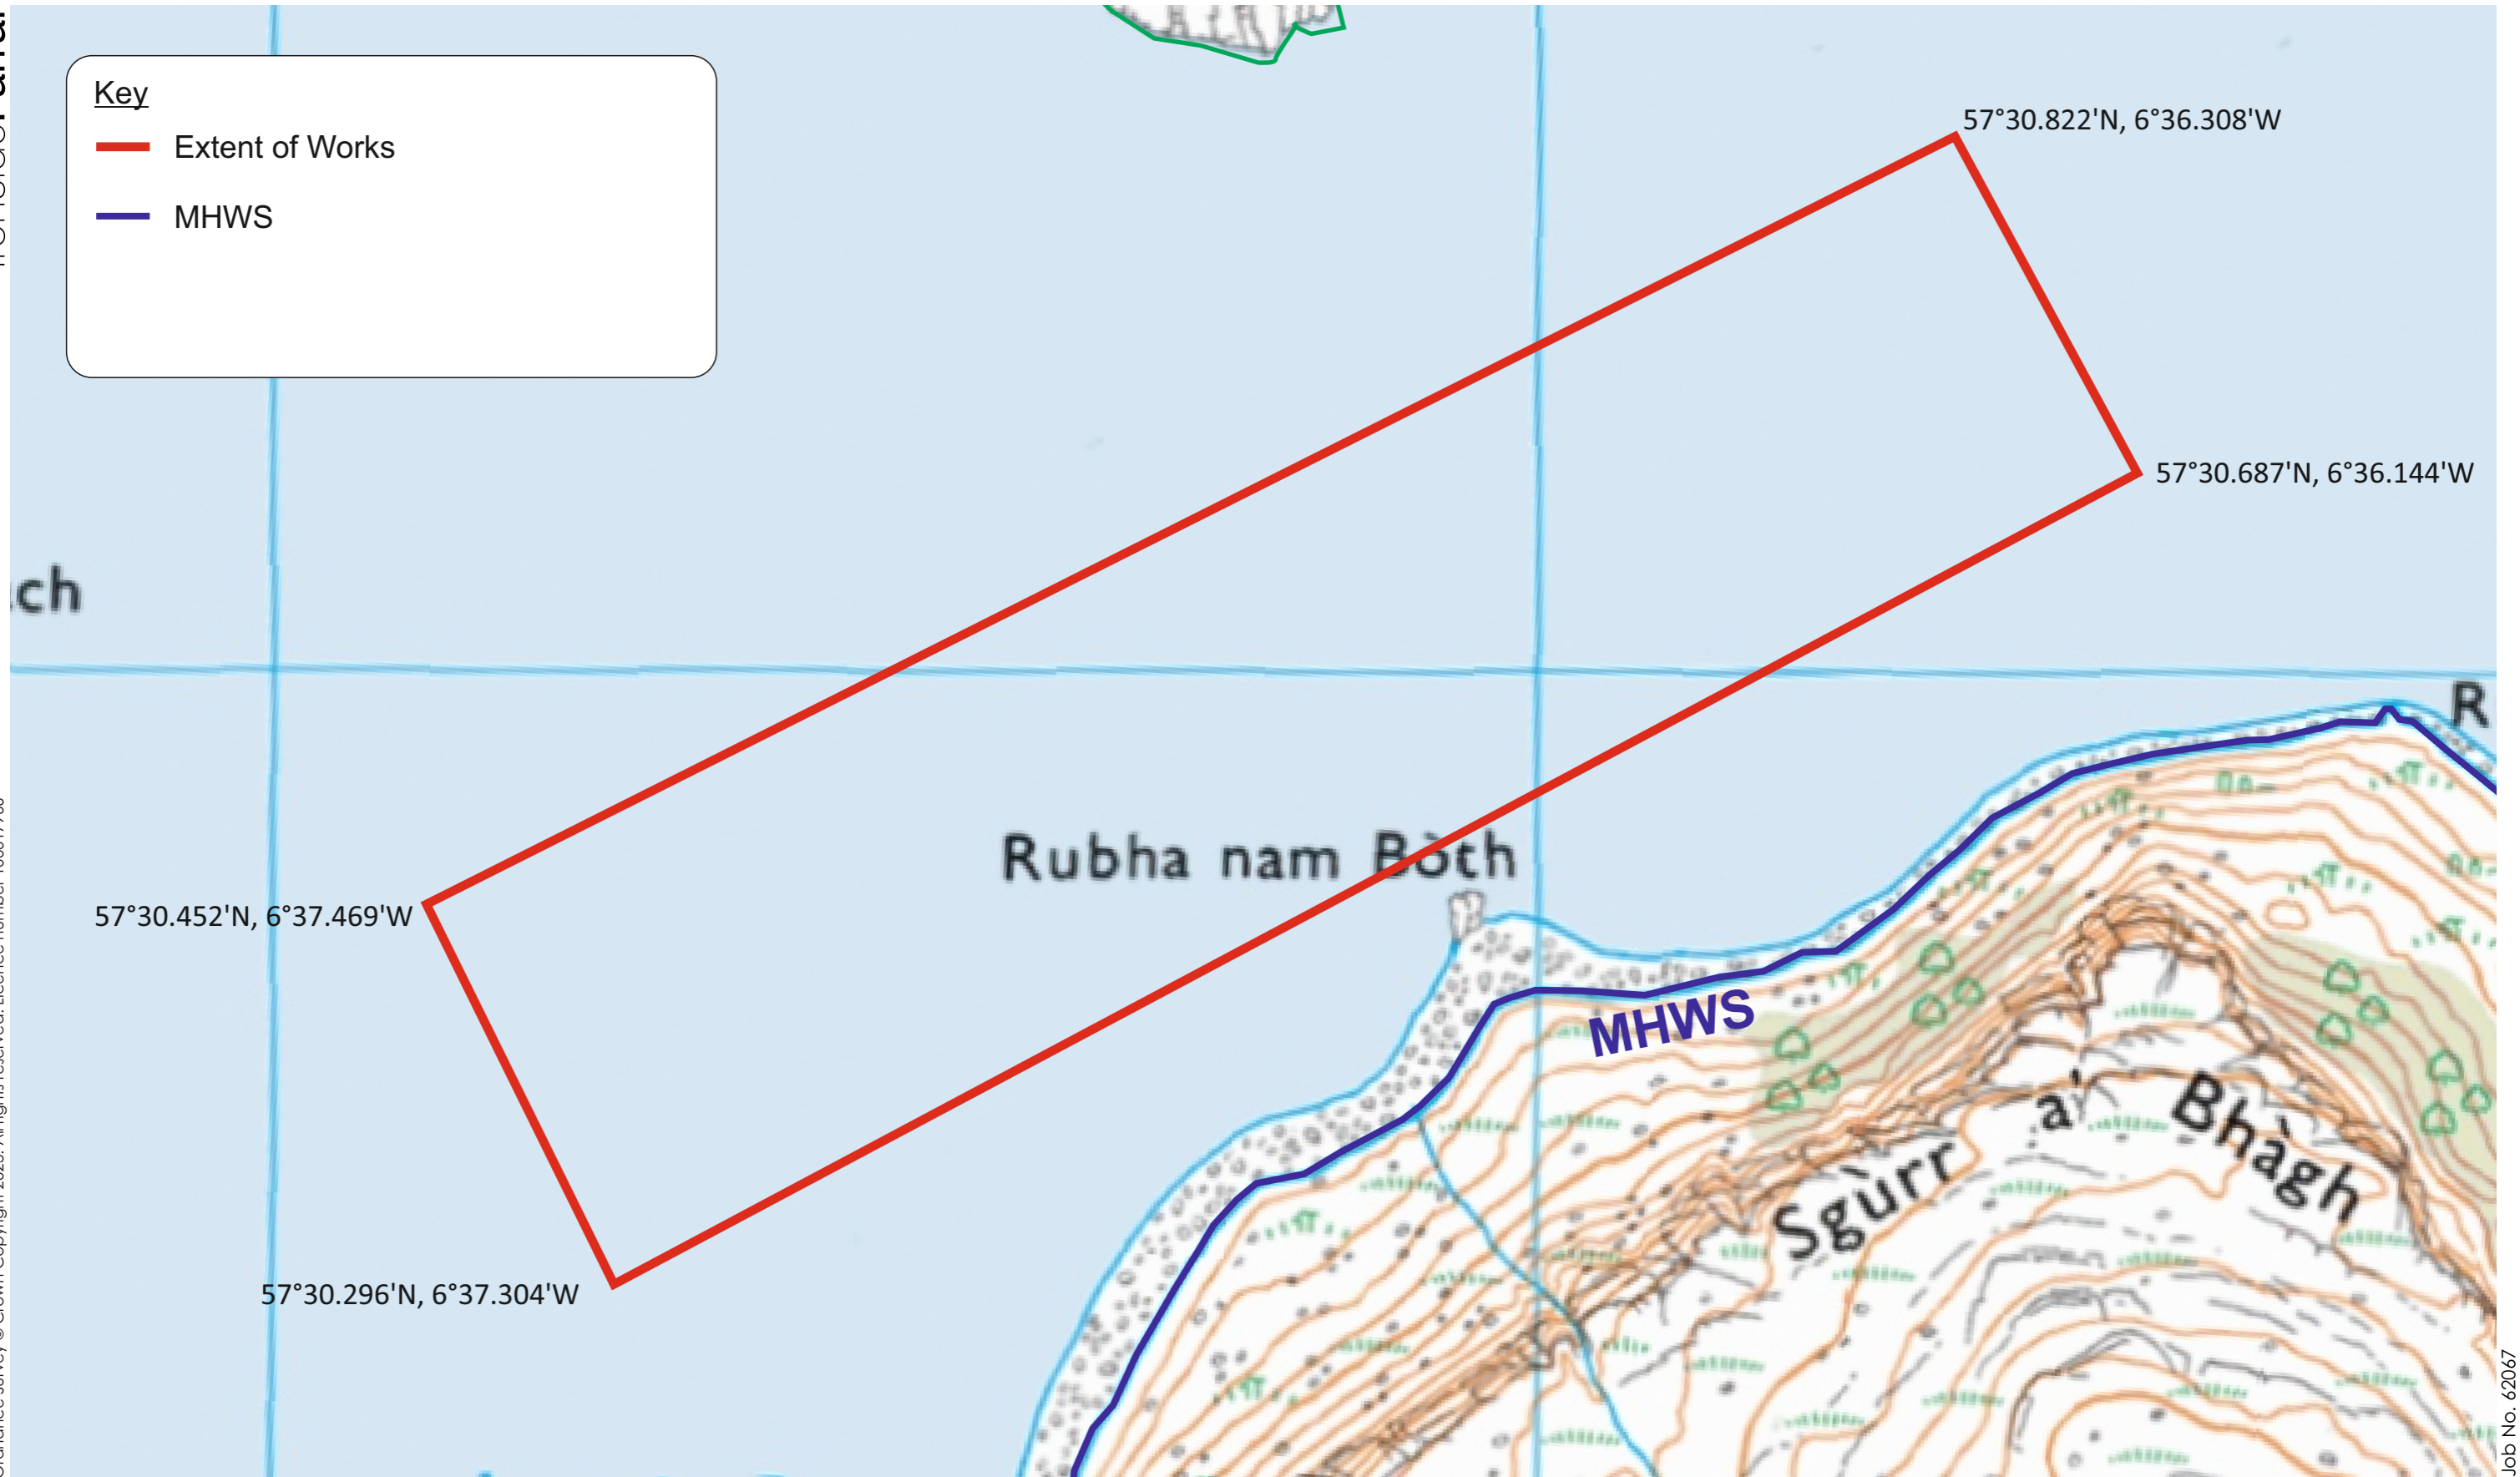 Key
Extent of Works
MHWS
57°30.822'N, 6°36.308'W
57°30.687'N, 6°36.144'W
ch
R
Rubha nam Bòth
57°30.452'N, 6°37.469'W
MHWS
Sgùrr a' Bhàgh
57°30.296'N, 6°37.304'W
Job No. 62067